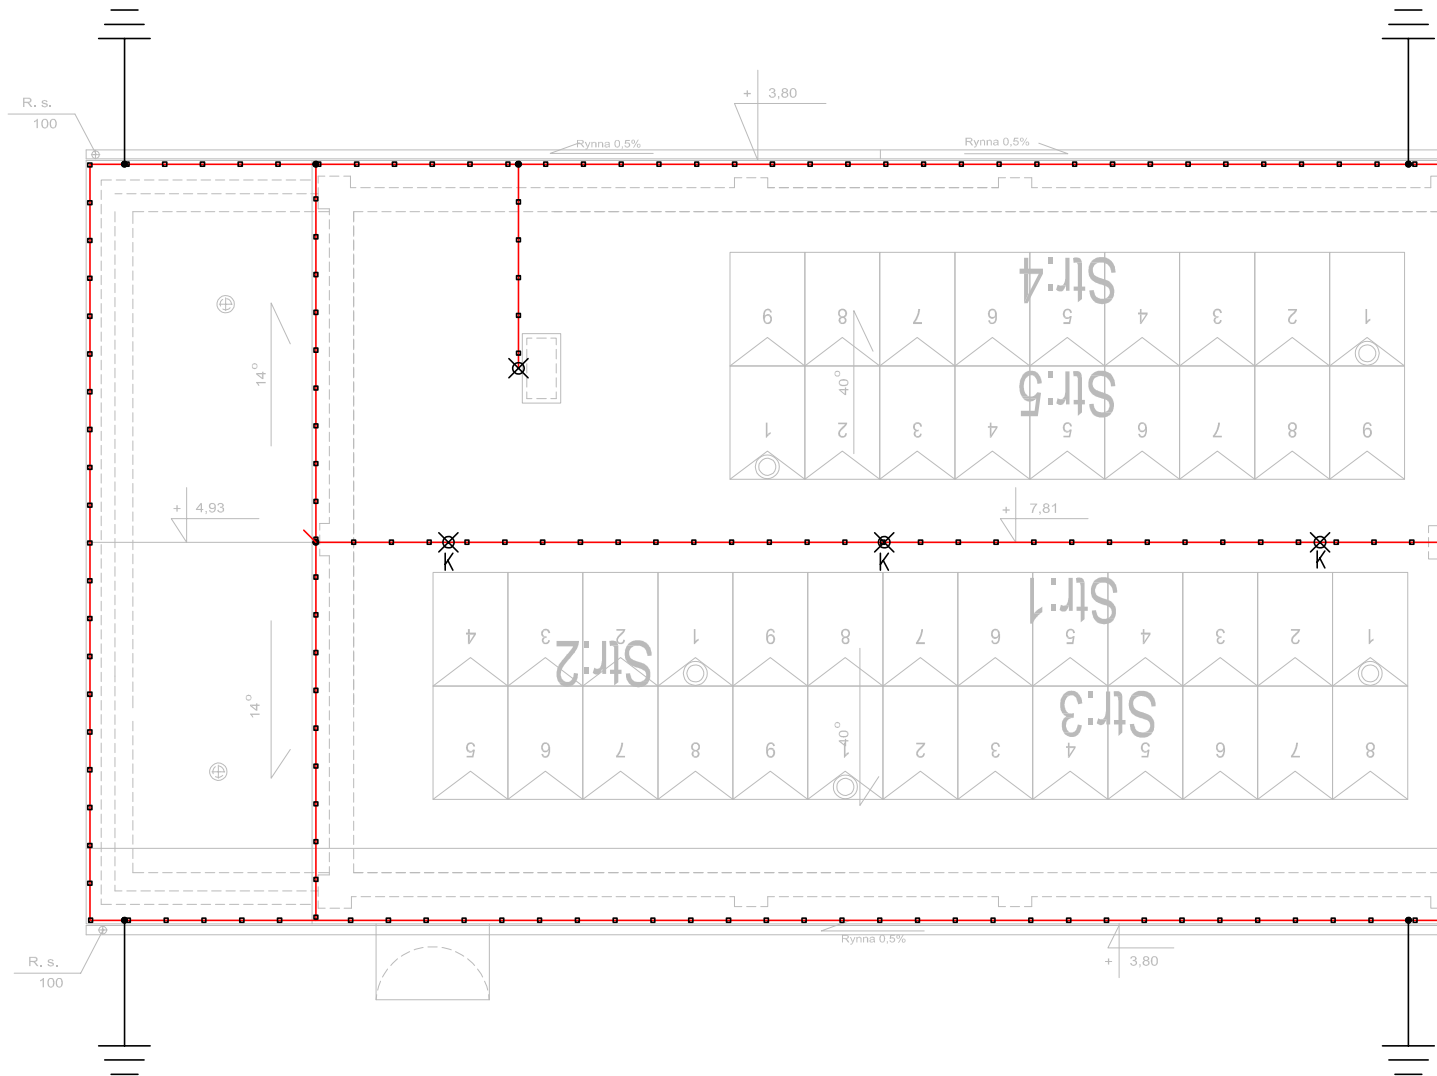 R. s.
100
+ 3,80
Rynna 0,5%
Rynna 0,5%
Str:4
9 8 7 6 5 4 3 2 1
14°
40°
Str:5
1 2 3 4 5 6 7 8 9
+ 4,93
+ 7,81
K K K
Str:1
4 3 2 1 9 8 7 6 5 4 3 2 1
Str:2
14°
40°
Str:3
5 6 7 8 9 1 2 3 4 5 6 7 8
Rynna 0,5%
+ 3,80
R. s.
100